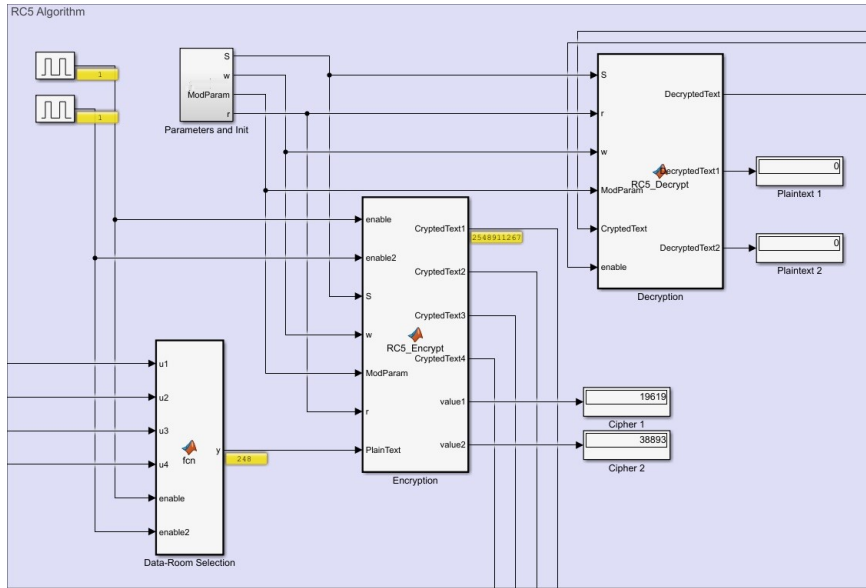 RC5 Algorithm
1
1
S
w
ModParam
r
Parameters and Init
S
r
w
ModParam
CryptedText
enable
RC5_Decrypt
DecryptedText
DecryptedText1
DecryptedText2
Decryption
0
Plaintext 1
0
Plaintext 2
enable
enable2
S
w
ModParam
r
PlainText
RC5_Encrypt
CryptedText1
CryptedText2
CryptedText3
CryptedText4
value1
value2
Encryption
2548911267
19619
Cipher 1
38893
Cipher 2
u1
u2
u3
u4
enable
enable2
fcn
y
248
Data-Room Selection